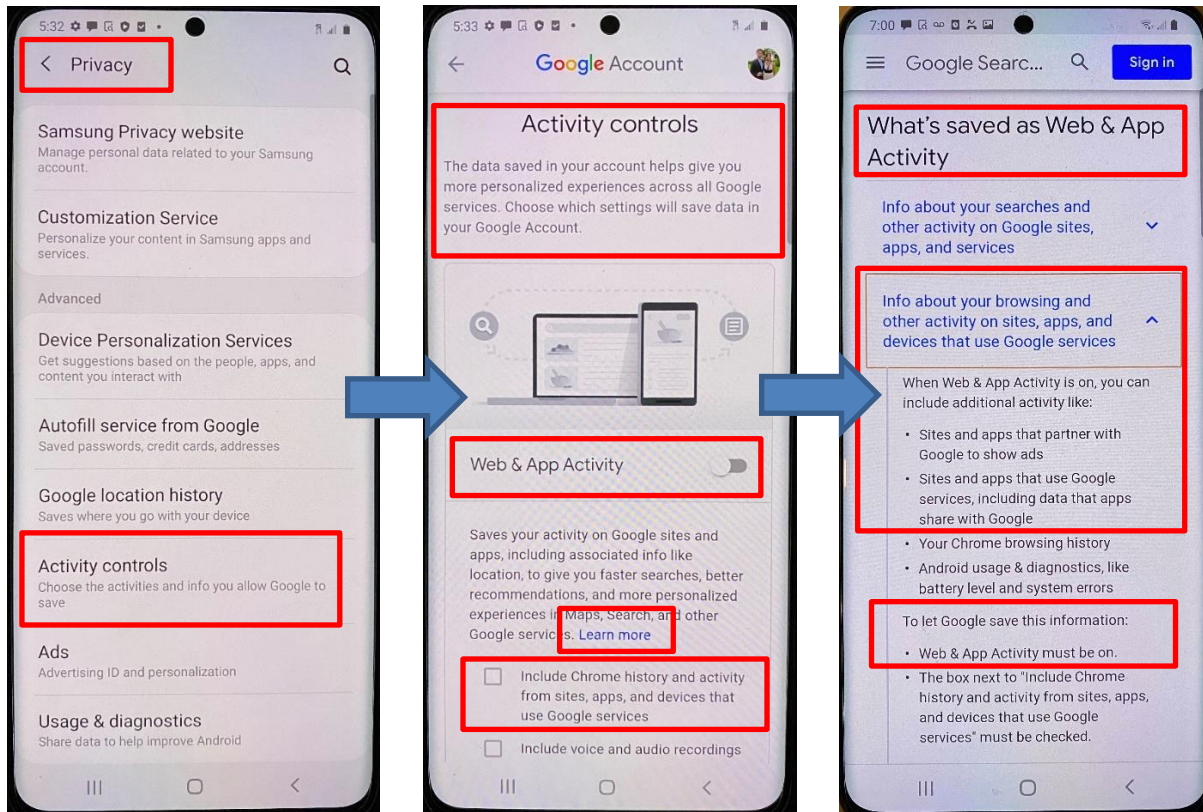 5:32
Privacy
Samsung Privacy website
Manage personal data related to your Samsung
account.
Customization Service
Personalize your content in Samsung apps and
services.
Advanced
Device Personalization Services
Get suggestions based on the people, apps, and
content you interact with
Autofill service from Google
Saved passwords, credit cards, addresses
Google location history
Saves where you go with your device
Activity controls
Choose the activities and info you allow Google to
save
Ads
Advertising ID and personalization
Usage & diagnostics
Share data to help improve Android
5:33
Google Account
Activity controls
The data saved in your account helps give you
more personalized experiences across all Google
services. Choose which settings will save data in
your Google Account.
Web & App Activity
Saves your activity on Google sites and
apps, including associated info like
location, to give you faster searches, better
recommendations, and more personalized
experiences in Maps, Search, and other
Google services. Learn more
Include Chrome history and activity
from sites, apps, and devices that
use Google services
Include voice and audio recordings
7:00
Google Searc...
Sign in
What's saved as Web & App
Activity
Info about your searches and
other activity on Google sites,
apps, and services
Info about your browsing and
other activity on sites, apps, and
devices that use Google services
When Web & App Activity is on, you can
include additional activity like:
• Sites and apps that partner with
Google to show ads
• Sites and apps that use Google
services, including data that apps
share with Google
• Your Chrome browsing history
• Android usage & diagnostics, like
battery level and system errors
To let Google save this information:
• Web & App Activity must be on.
• The box next to "Include Chrome
history and activity from sites, apps,
and devices that use Google
services" must be checked.